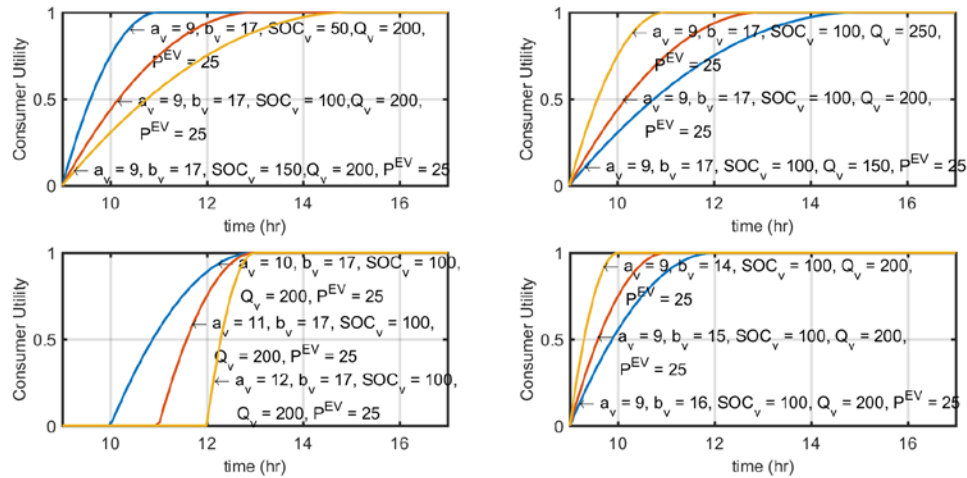 Consumer Utility
1
0.5
0
a_v = 9, b_v = 17, SOC_v = 50,Q_v = 200,
P^EV = 25
a_v = 9, b_v = 17, SOC_v = 100,Q_v = 200,
P^EV = 25
a_v = 9, b_v = 17, SOC_v = 150,Q_v = 200, P^EV = 25
10 12 14 16
time (hr)
Consumer Utility
1
0.5
0
a_v = 9, b_v = 17, SOC_v = 100, Q_v = 250,
P^EV = 25
a_v = 9, b_v = 17, SOC_v = 100, Q_v = 200,
P^EV = 25
a_v = 9, b_v = 17, SOC_v = 100, Q_v = 150, P^EV = 25
10 12 14 16
time (hr)
Consumer Utility
1
0.5
0
a_v = 10, b_v = 17, SOC_v = 100,
Q_v = 200, P^EV = 25
a_v = 11, b_v = 17, SOC_v = 100,
Q_v = 200, P^EV = 25
a_v = 12, b_v = 17, SOC_v = 100,
Q_v = 200, P^EV = 25
10 12 14 16
time (hr)
Consumer Utility
1
0.5
0
a_v = 9, b_v = 14, SOC_v = 100, Q_v = 200,
P^EV = 25
a_v = 9, b_v = 15, SOC_v = 100, Q_v = 200,
P^EV = 25
a_v = 9, b_v = 16, SOC_v = 100, Q_v = 200, P^EV = 25
10 12 14 16
time (hr)